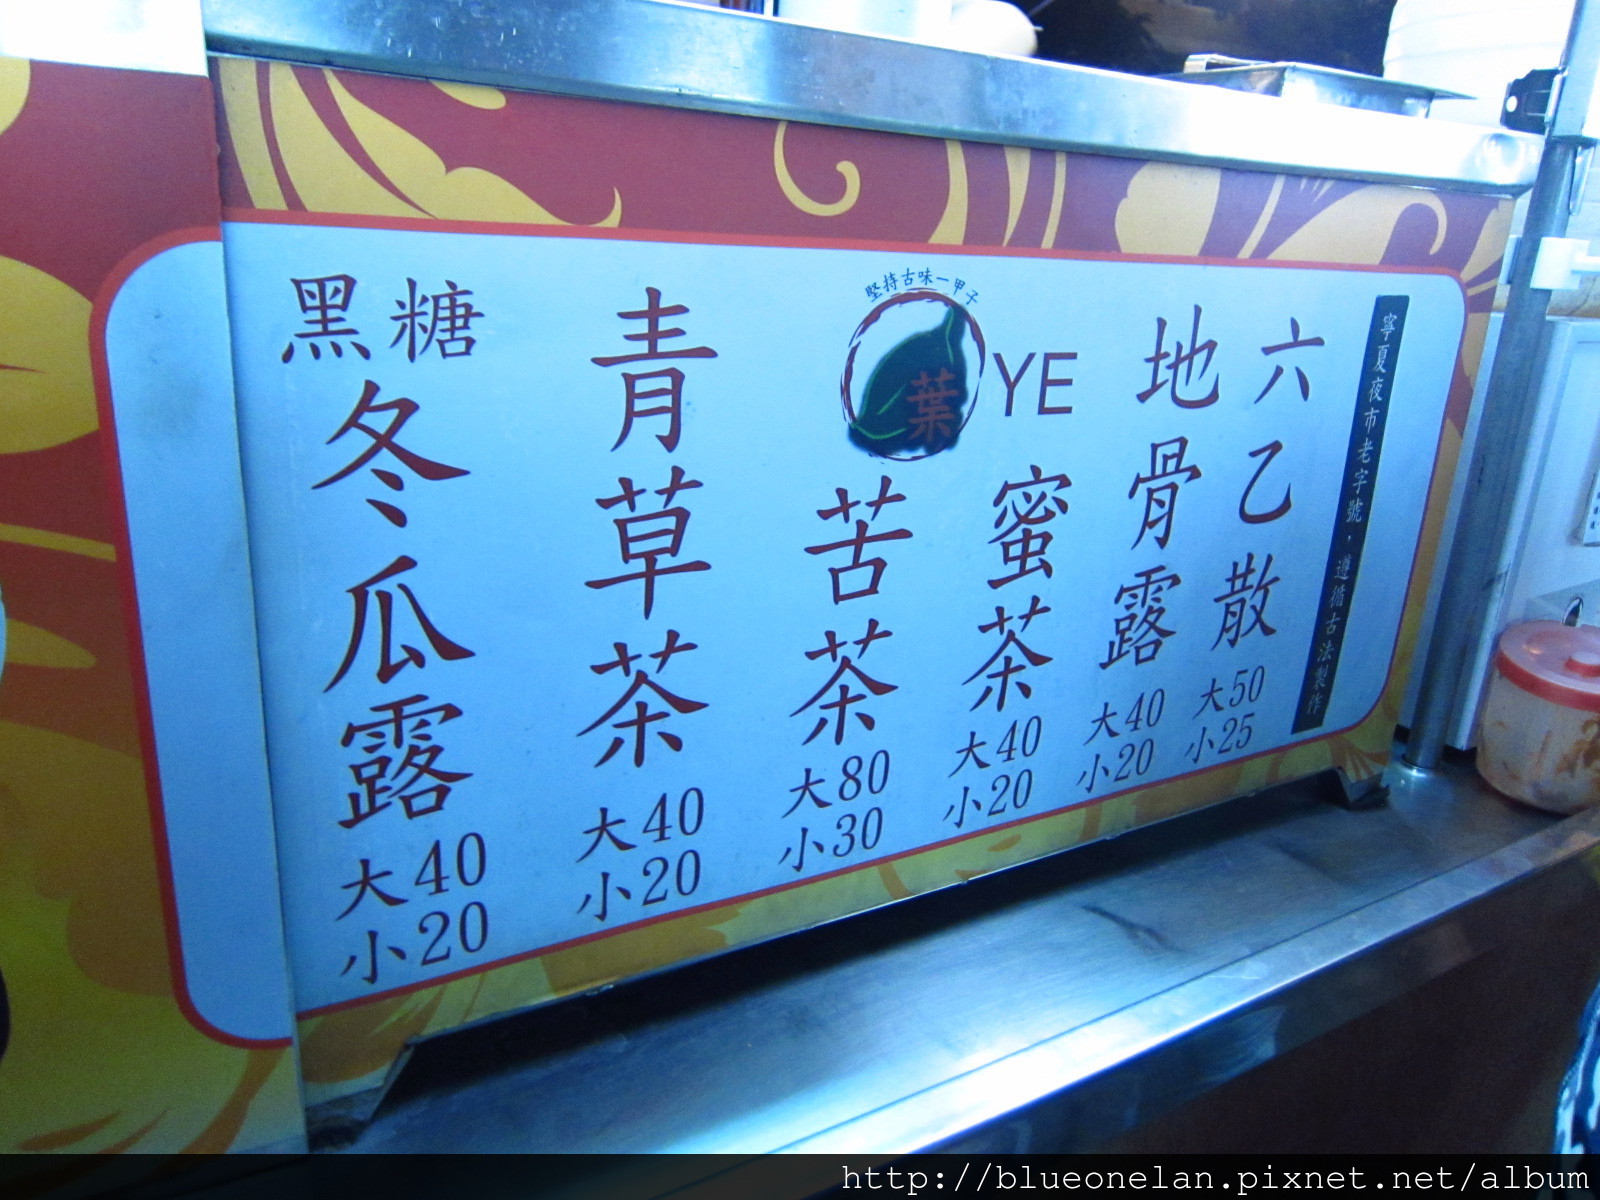 寧夏夜市老字號，遵循古法製作
六乙散
大50
小25
地骨露
大40
小20
堅持古味一甲子
葉
YE
蜜茶
大40
小20
苦茶
大80
小30
青草茶
大40
小20
黑糖
冬瓜露
大40
小20
http://blueonelan.pixnet.net/album